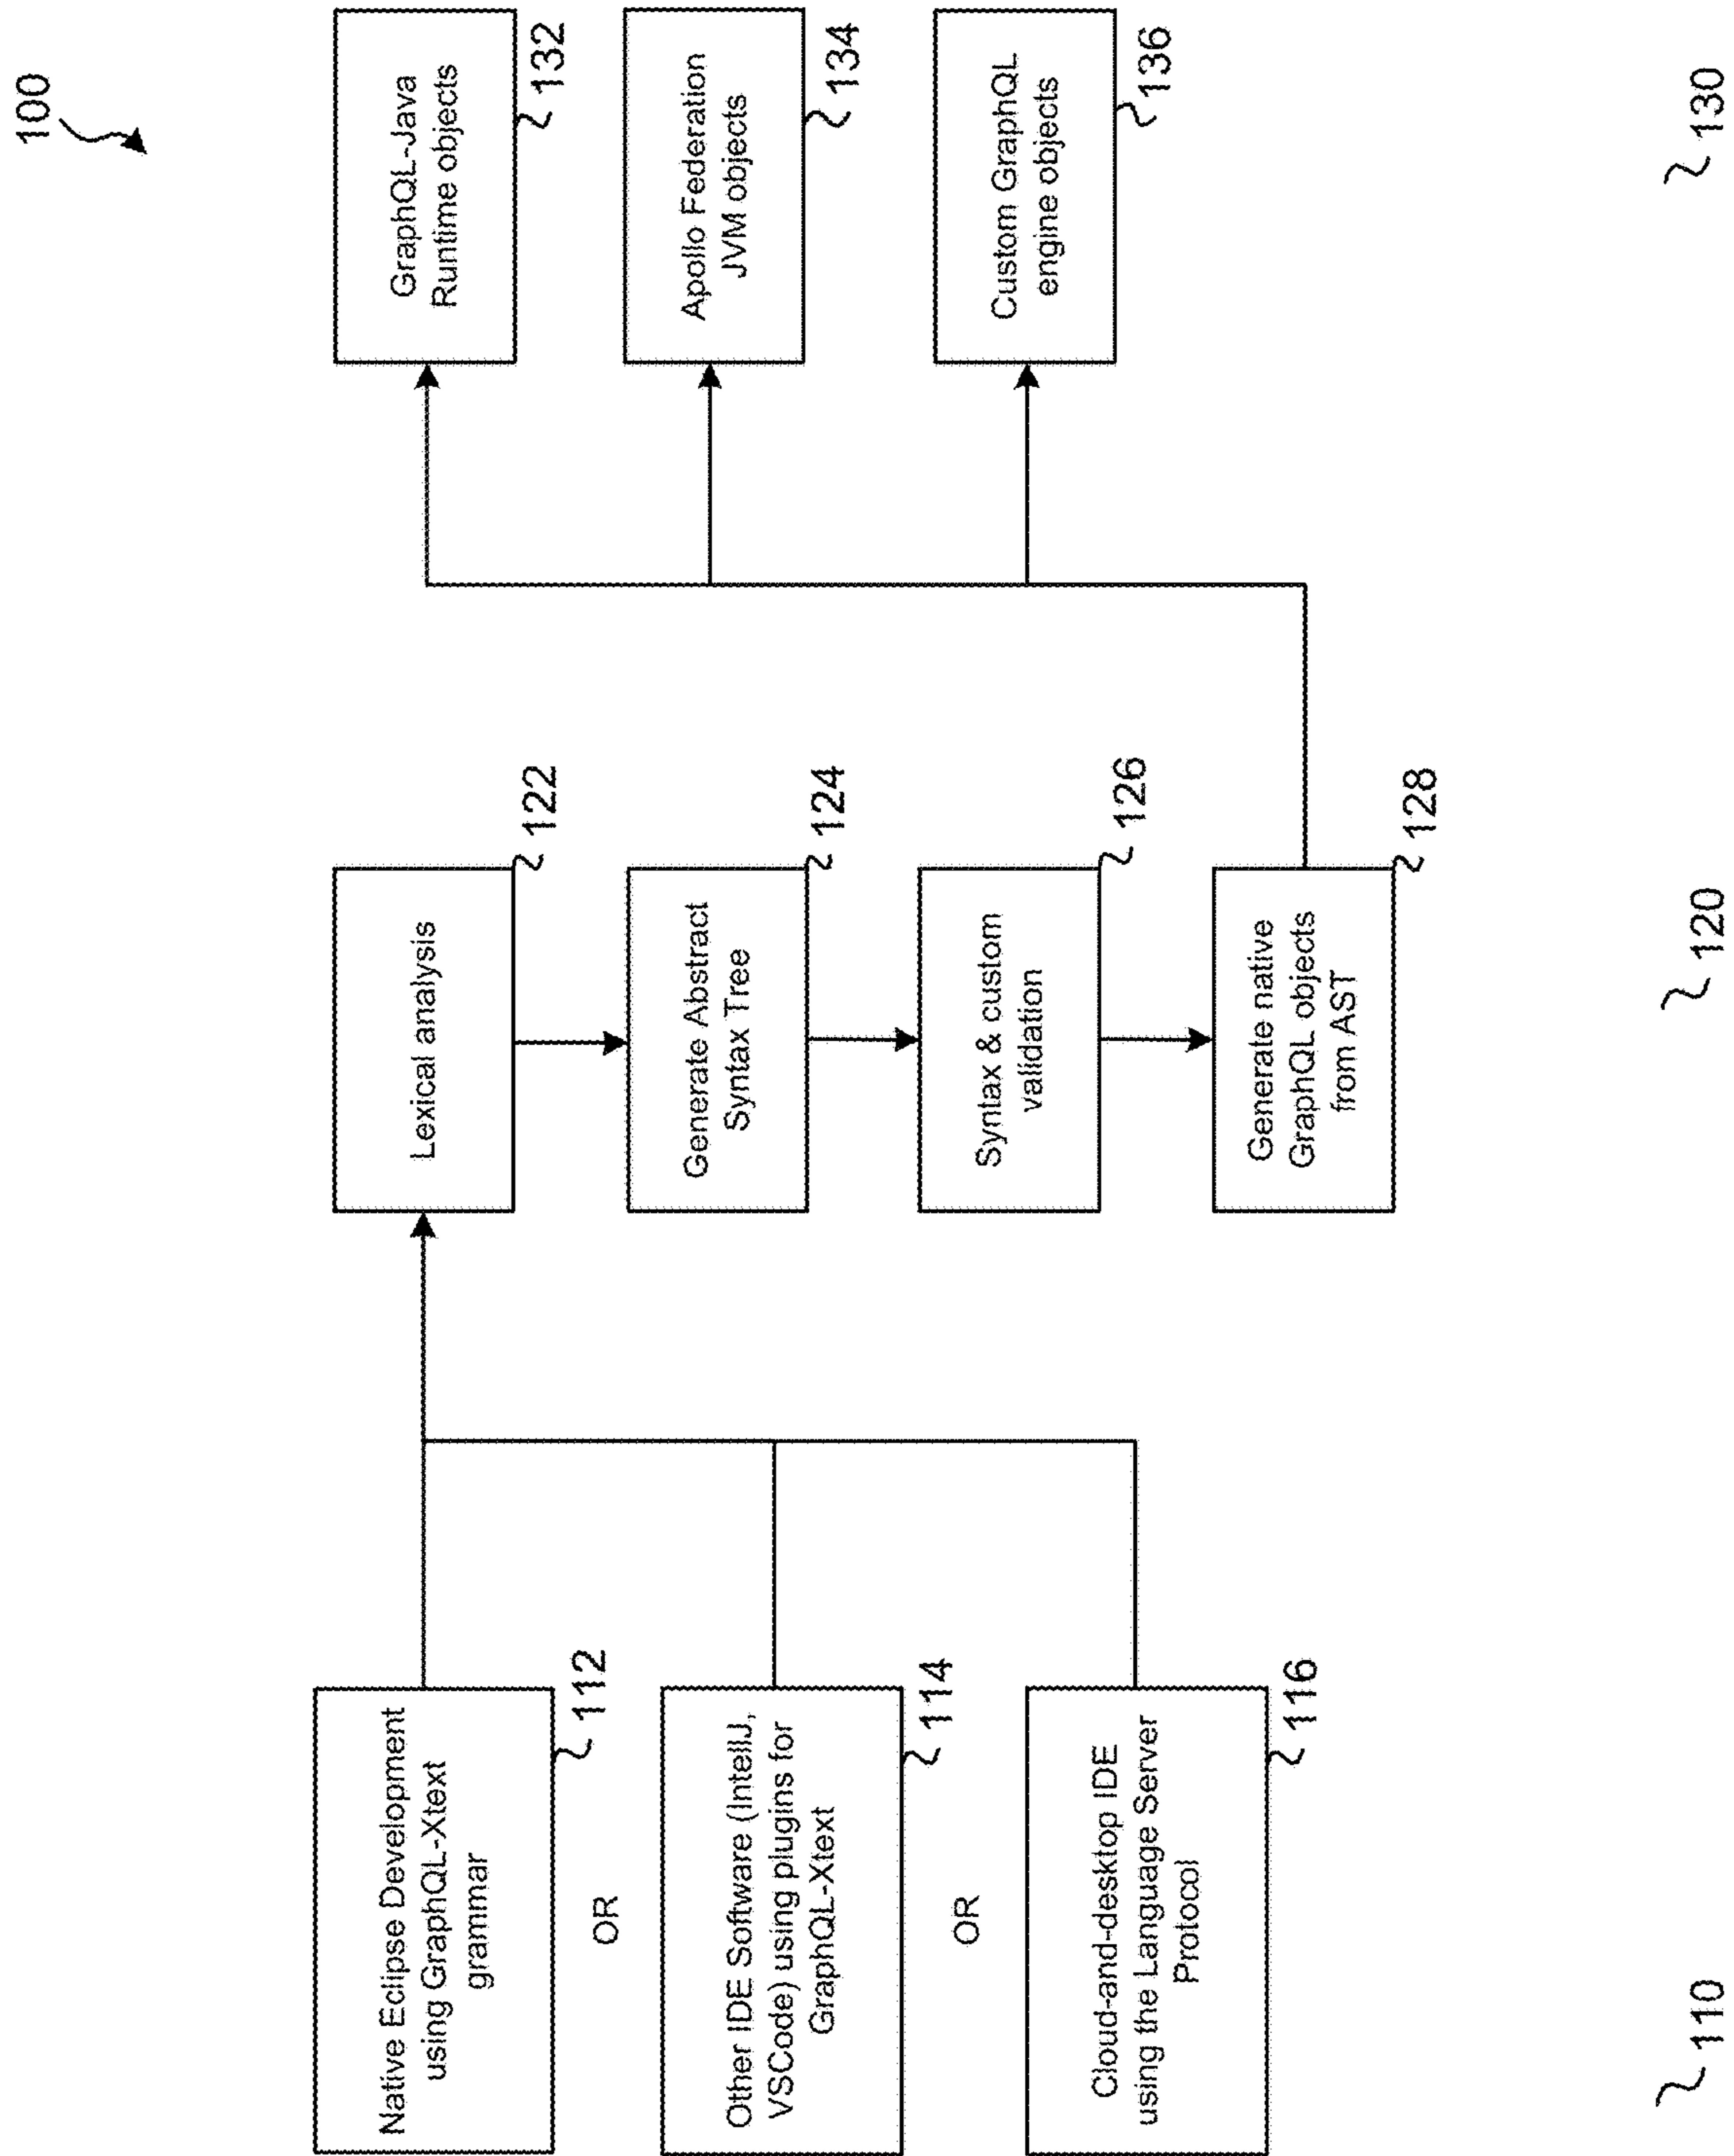 100
Native Eclipse Development
using GraphQL-Xtext
grammar
112
OR
Other IDE Software (IntelliJ,
VSCode) using plugins for
GraphQL-Xtext
114
OR
Cloud-and-desktop IDE
using the Language Server
Protocol
116
110
Lexical analysis
122
Generate Abstract
Syntax Tree
124
Syntax & custom
validation
126
Generate native
GraphQL objects
from AST
128
120
GraphQL-Java
Runtime objects
132
Apollo Federation
JVM objects
134
Custom GraphQL
engine objects
136
130